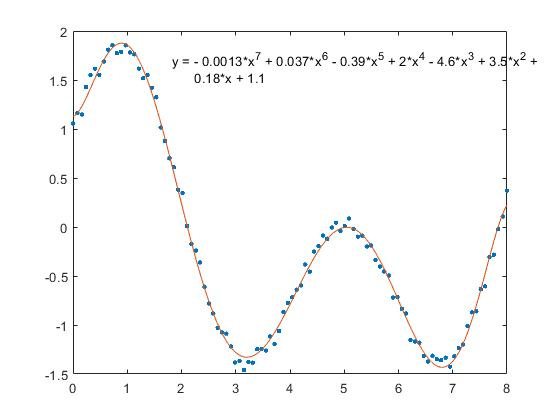 2
1.5
1
0.5
0
-0.5
-1
-1.5
0 1 2 3 4 5 6 7 8
y = - 0.0013*x^7 + 0.037*x^6 - 0.39*x^5 + 2*x^4 - 4.6*x^3 + 3.5*x^2 +
0.18*x + 1.1